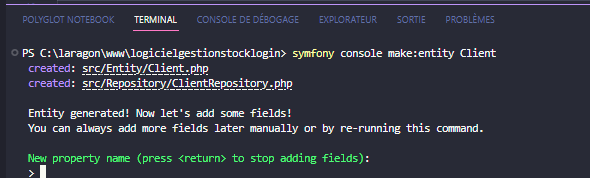 POLYGLOT NOTEBOOK TERMINAL CONSOLE DE DÉBOGAGE EXPLORATEUR SORTIE PROBLÈMES
PS C:\laragon\www\logicielgestionstocklogin> symfony console make:entity Client
created: src/Entity/Client.php
created: src/Repository/ClientRepository.php
Entity generated! Now let's add some fields!
You can always add more fields later manually or by re-running this command.
New property name (press <return> to stop adding fields):
>